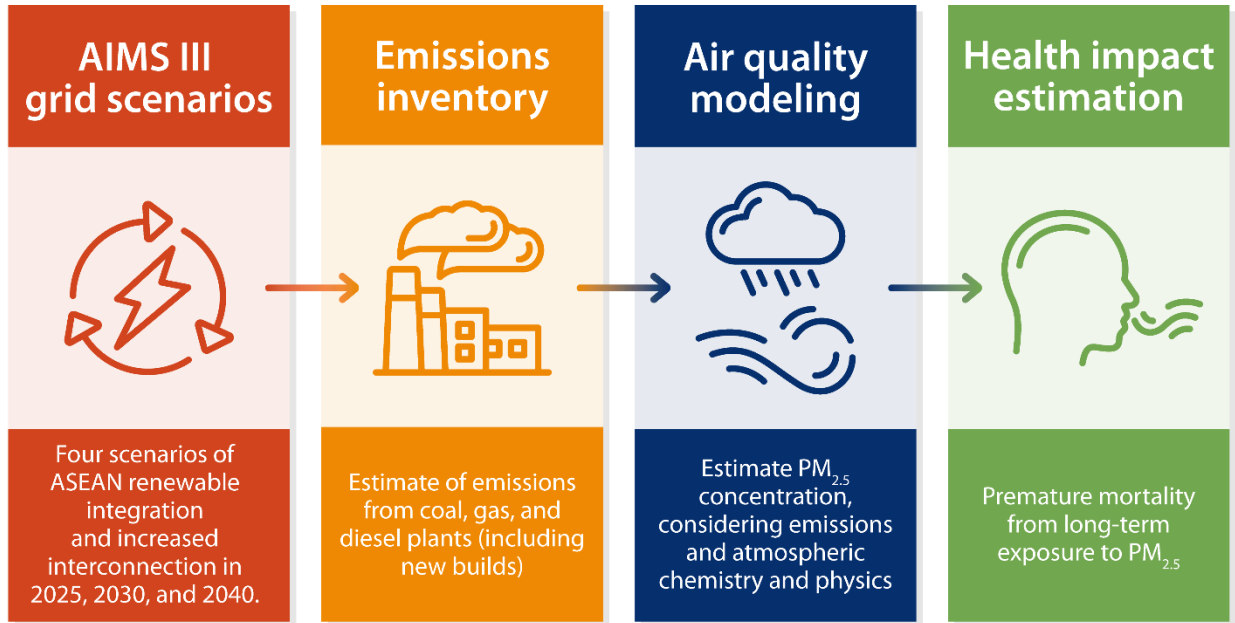 AIMS III
grid scenarios
Four scenarios of
ASEAN renewable
integration
and increased
interconnection in
2025, 2030, and 2040.
Emissions
inventory
Estimate of emissions
from coal, gas, and
diesel plants (including
new builds)
Air quality
modeling
Estimate PM2.5
concentration,
considering emissions
and atmospheric
chemistry and physics
Health impact
estimation
Premature mortality
from long-term
exposure to PM2.5